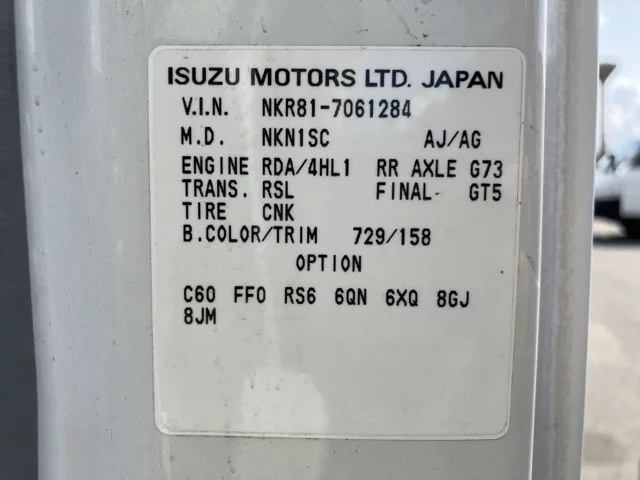 ISUZU MOTORS LTD. JAPAN
V.I.N. NKR81-7061284
M.D. NKN1SC AJ/AG
ENGINE RDA/4HL1 RR AXLE G73
TRANS. RSL FINAL GT5
TIRE CNK
B.COLOR/TRIM 729/158
OPTION
C60 FF0 RS6 6QN 6XQ 8GJ
8JM